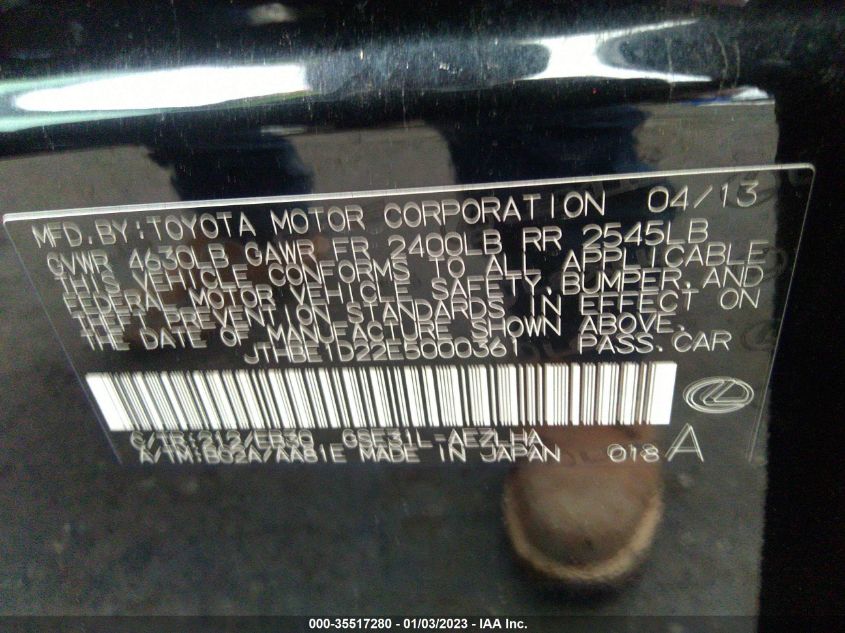 MFD.BY:TOYOTA MOTOR CORPORATION 04/13
GVWR 4630LB GAWR FR 2400LB RR 2545LB
THIS VEHICLE CONFORMS TO ALL APPLICABLE
FEDERAL MOTOR VEHICLE SAFETY, BUMPER, AND
THEFT PREVENTION STANDARDS IN EFFECT ON
THE DATE OF MANUFACTURE SHOWN ABOVE.
JTHBE1D22E5000361 PASS.CAR
C/TR:212/EB30 GSE31L-AEZLHA
A/TM:B02A/AA81E MADE IN JAPAN 018 A
000-35517280 - 01/03/2023 - IAA Inc.